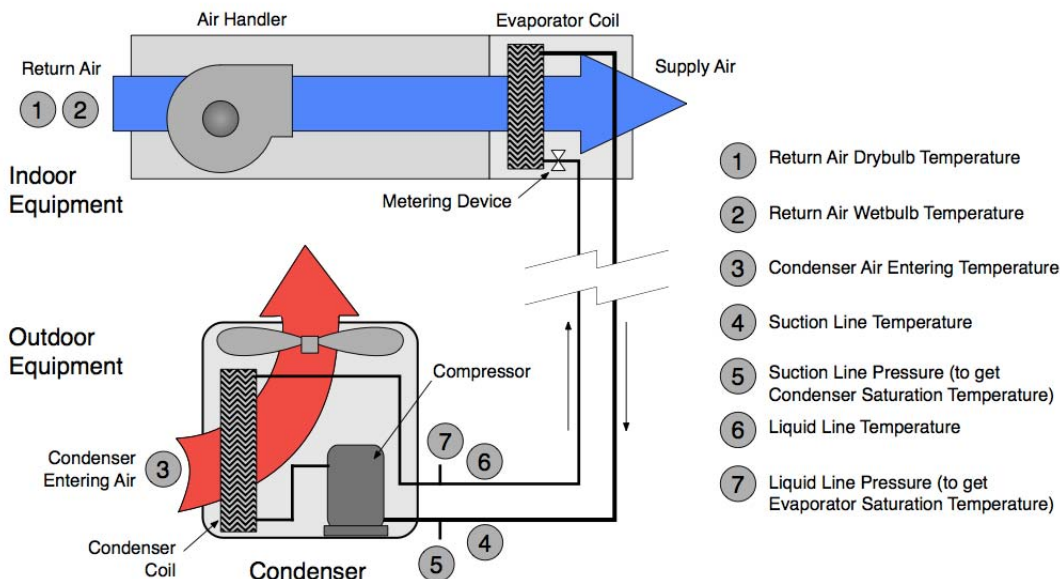 Air Handler
Evaporator Coil
Return Air
1
2
Supply Air
Indoor
Equipment
Metering Device
Outdoor
Equipment
Compressor
Condenser
Entering Air
3
7
6
4
5
Condenser
Coil
Condenser
1 Return Air Drybulb Temperature
2 Return Air Wetbulb Temperature
3 Condenser Air Entering Temperature
4 Suction Line Temperature
5 Suction Line Pressure (to get
Condenser Saturation Temperature)
6 Liquid Line Temperature
7 Liquid Line Pressure (to get
Evaporator Saturation Temperature)